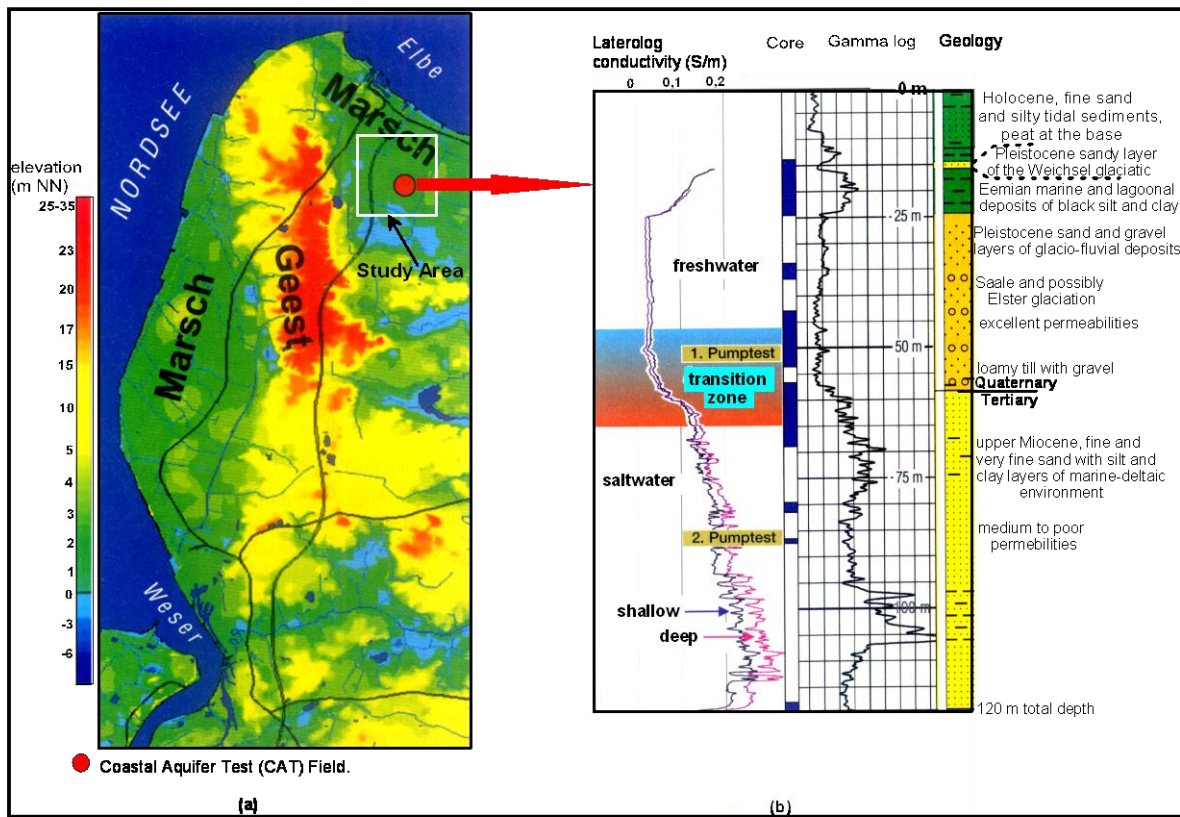 NORDSEE
Elbe
Marsch
elevation
(m NN)
25-35
23
20
17
15
10
5
4
3
2
1
0
-3
-6
Geest
Study Area
Marsch
Weser
Coastal Aquifer Test (CAT) Field.
(a)
Laterolog
conductivity (S/m)
0 0,1 0,2
Core
Gamma log
Geology
0 m
-25 m
50 m
-75 m
100 m
freshwater
1. Pumptest
transition
zone
saltwater
2. Pumptest
shallow
deep
Holocene, fine sand
and silty tidal sediments,
peat at the base
Pleistocene sandy layer
of the Weichsel glaciatic
Eemian marine and lagoonal
deposits of black silt and clay
Pleistocene sand and gravel
layers of glacio-fluvial deposits
Saale and possibly
Elster glaciation
excellent permeabilities
loamy till with gravel
Quaternary
Tertiary
upper Miocene, fine and
very fine sand with silt and
clay layers of marine-deltaic
environment
medium to poor
permebilities
120 m total depth
(b)